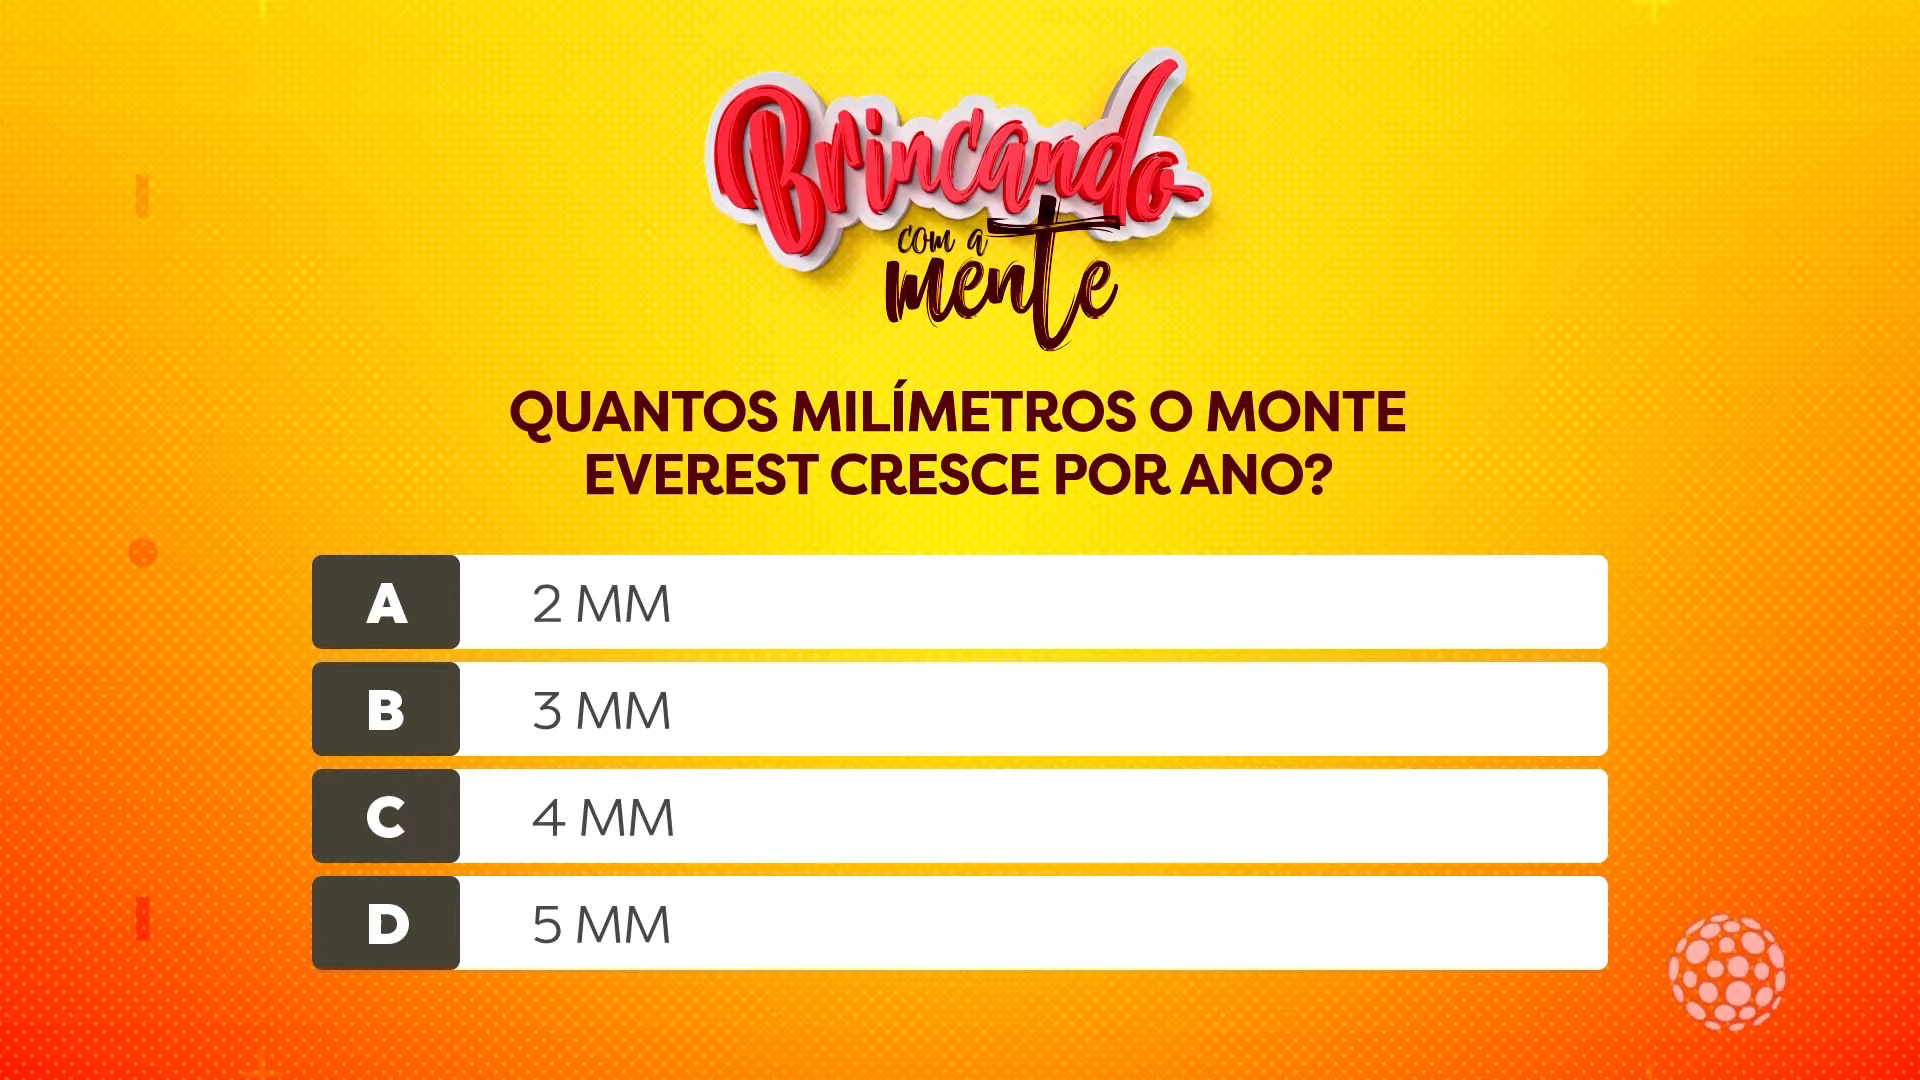 Brincando
com a
mente
QUANTOS MILÍMETROS O MONTE
EVEREST CRESCE POR ANO?
A 2 MM
B 3 MM
C 4 MM
D 5 MM